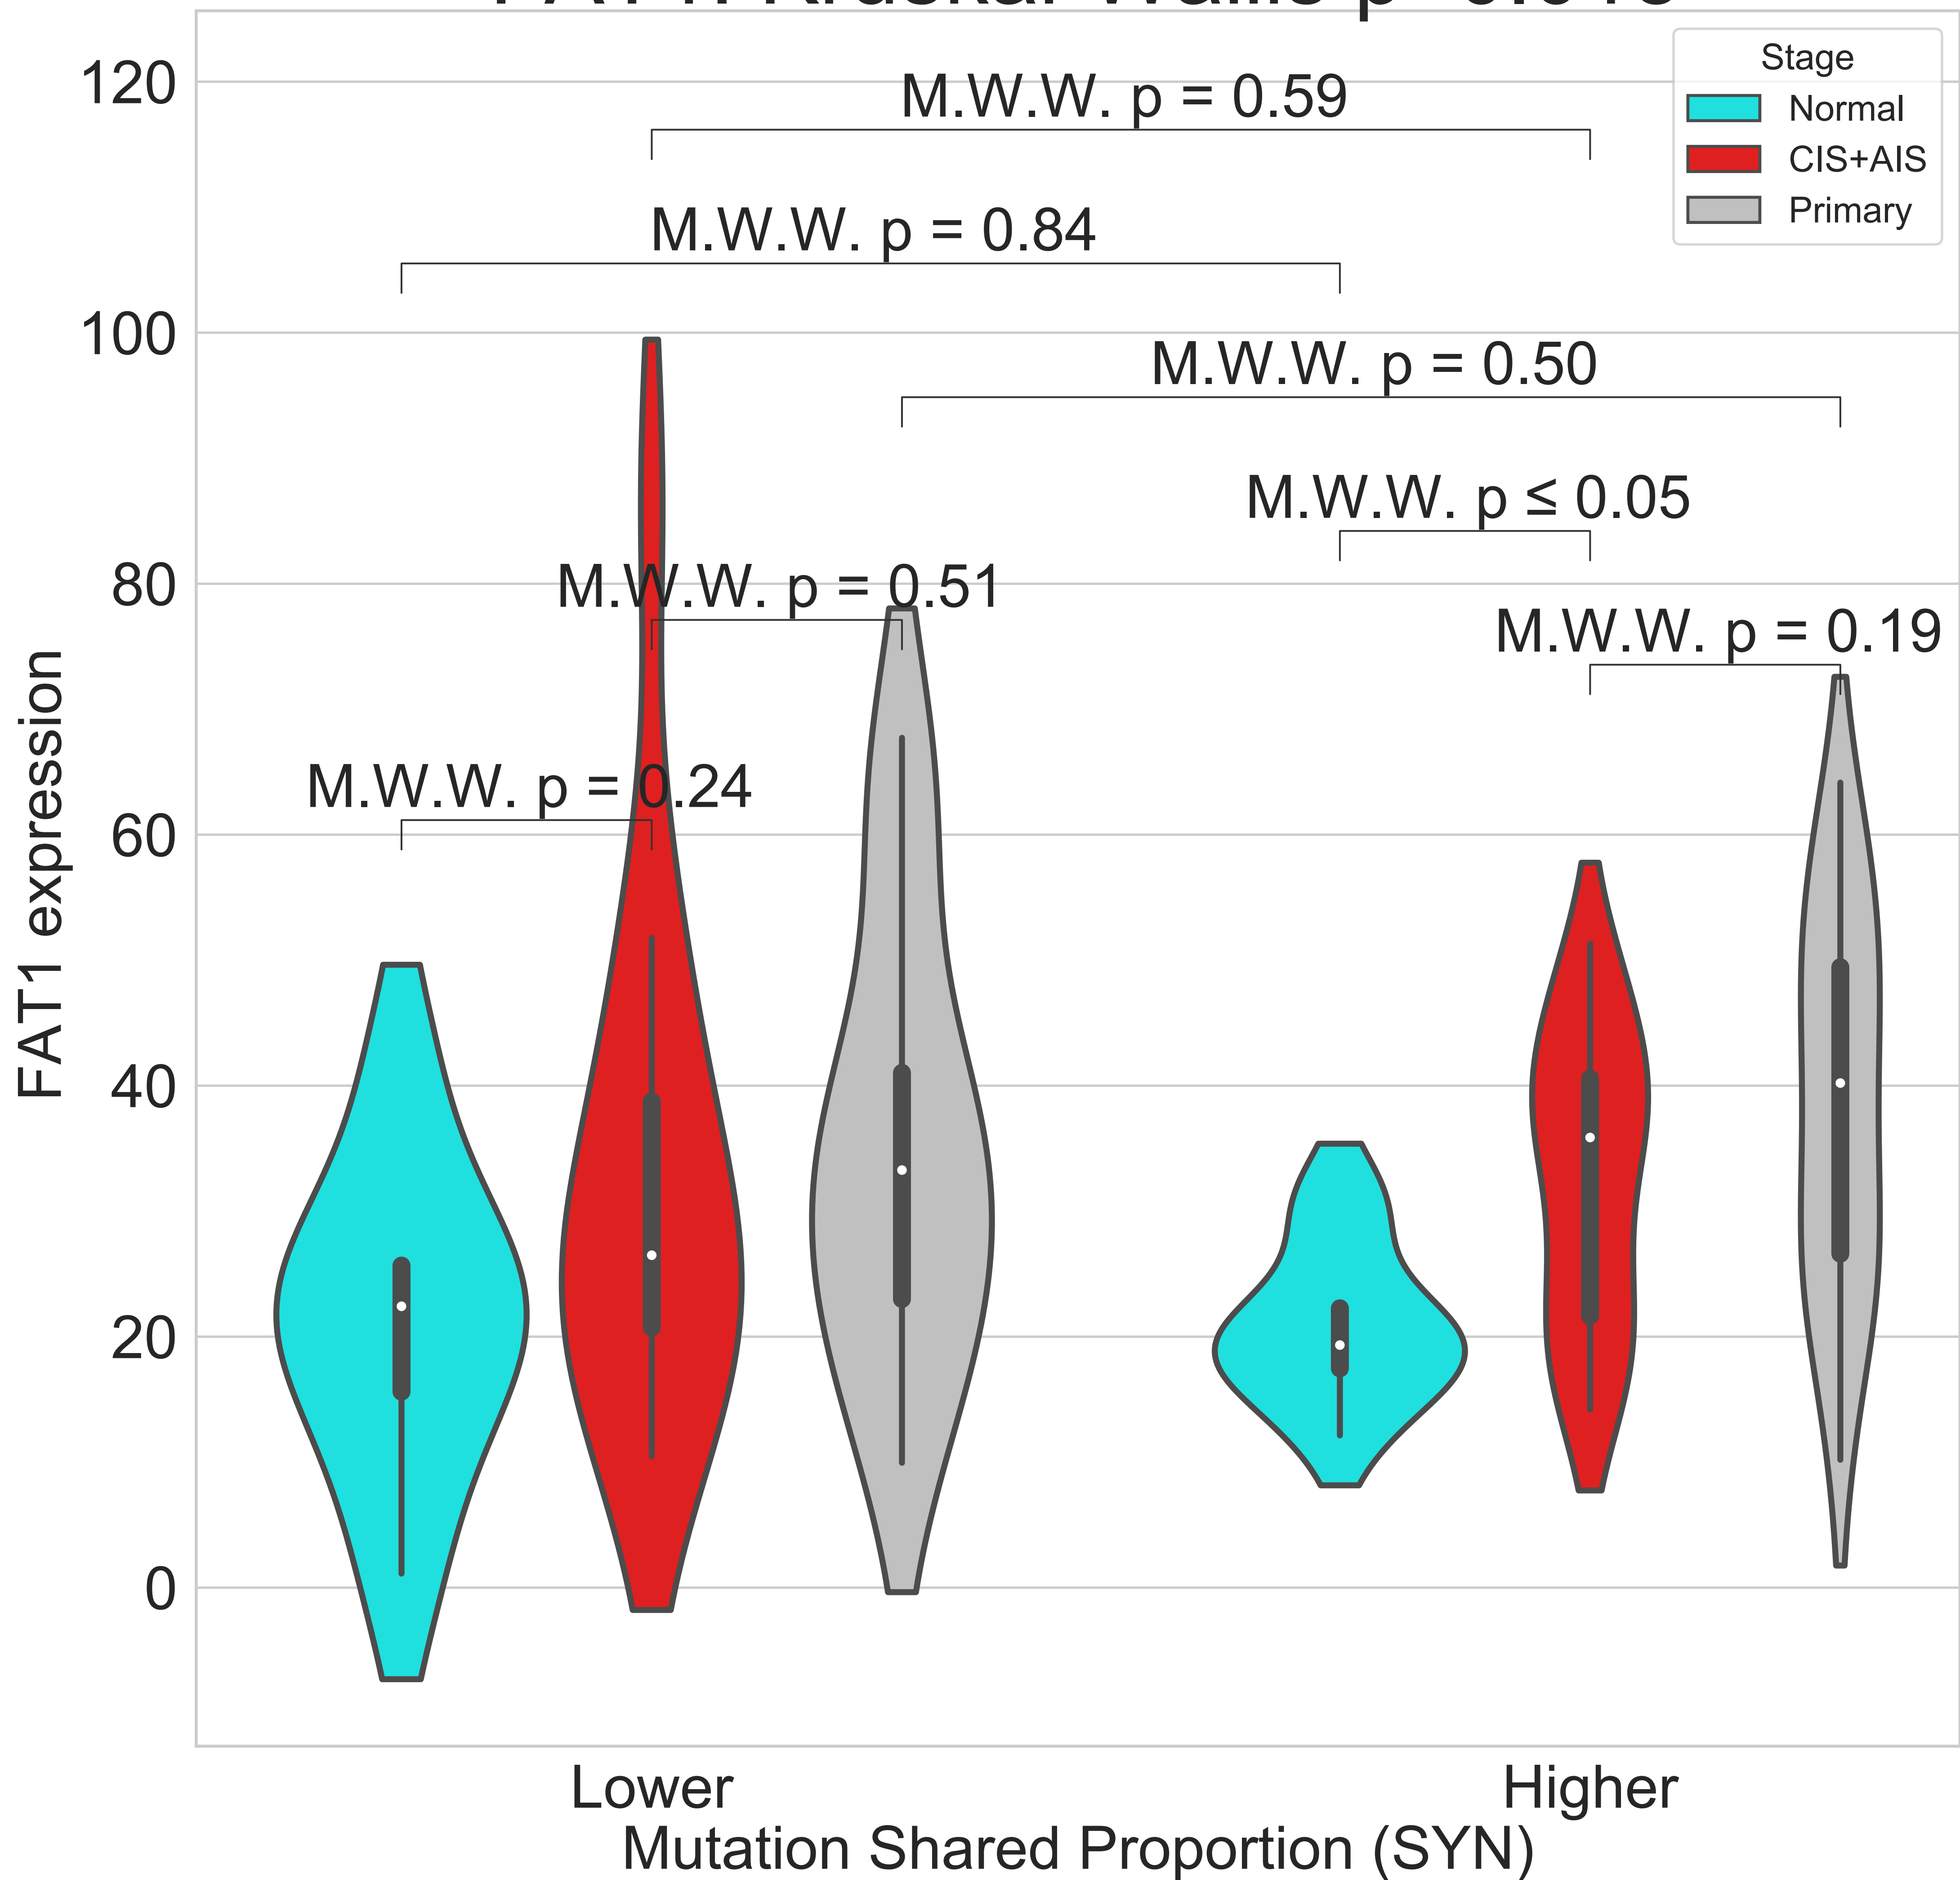 120
100
80
60
40
20
0
FAT1 expression
M.W.W. p = 0.59
M.W.W. p = 0.84
M.W.W. p = 0.50
M.W.W. p ≤ 0.05
M.W.W. p = 0.51
M.W.W. p = 0.19
M.W.W. p = 0.24
Stage
Normal
CIS+AIS
Primary
Lower
Higher
Mutation Shared Proportion (SYN)